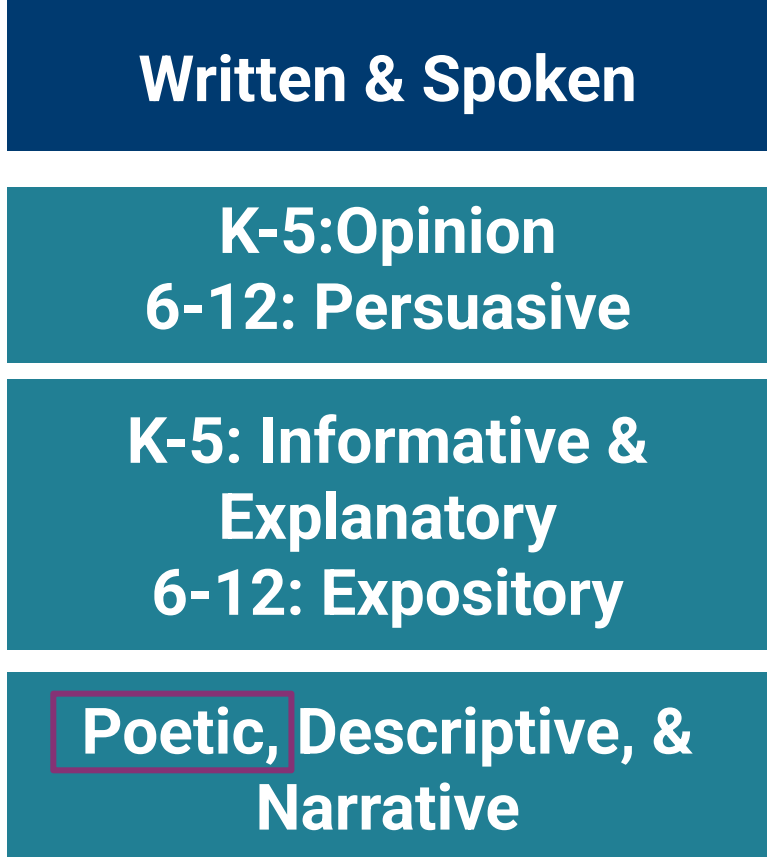 Written & Spoken
K-5:Opinion
6-12: Persuasive
K-5: Informative &
Explanatory
6-12: Expository
Poetic, Descriptive, &
Narrative